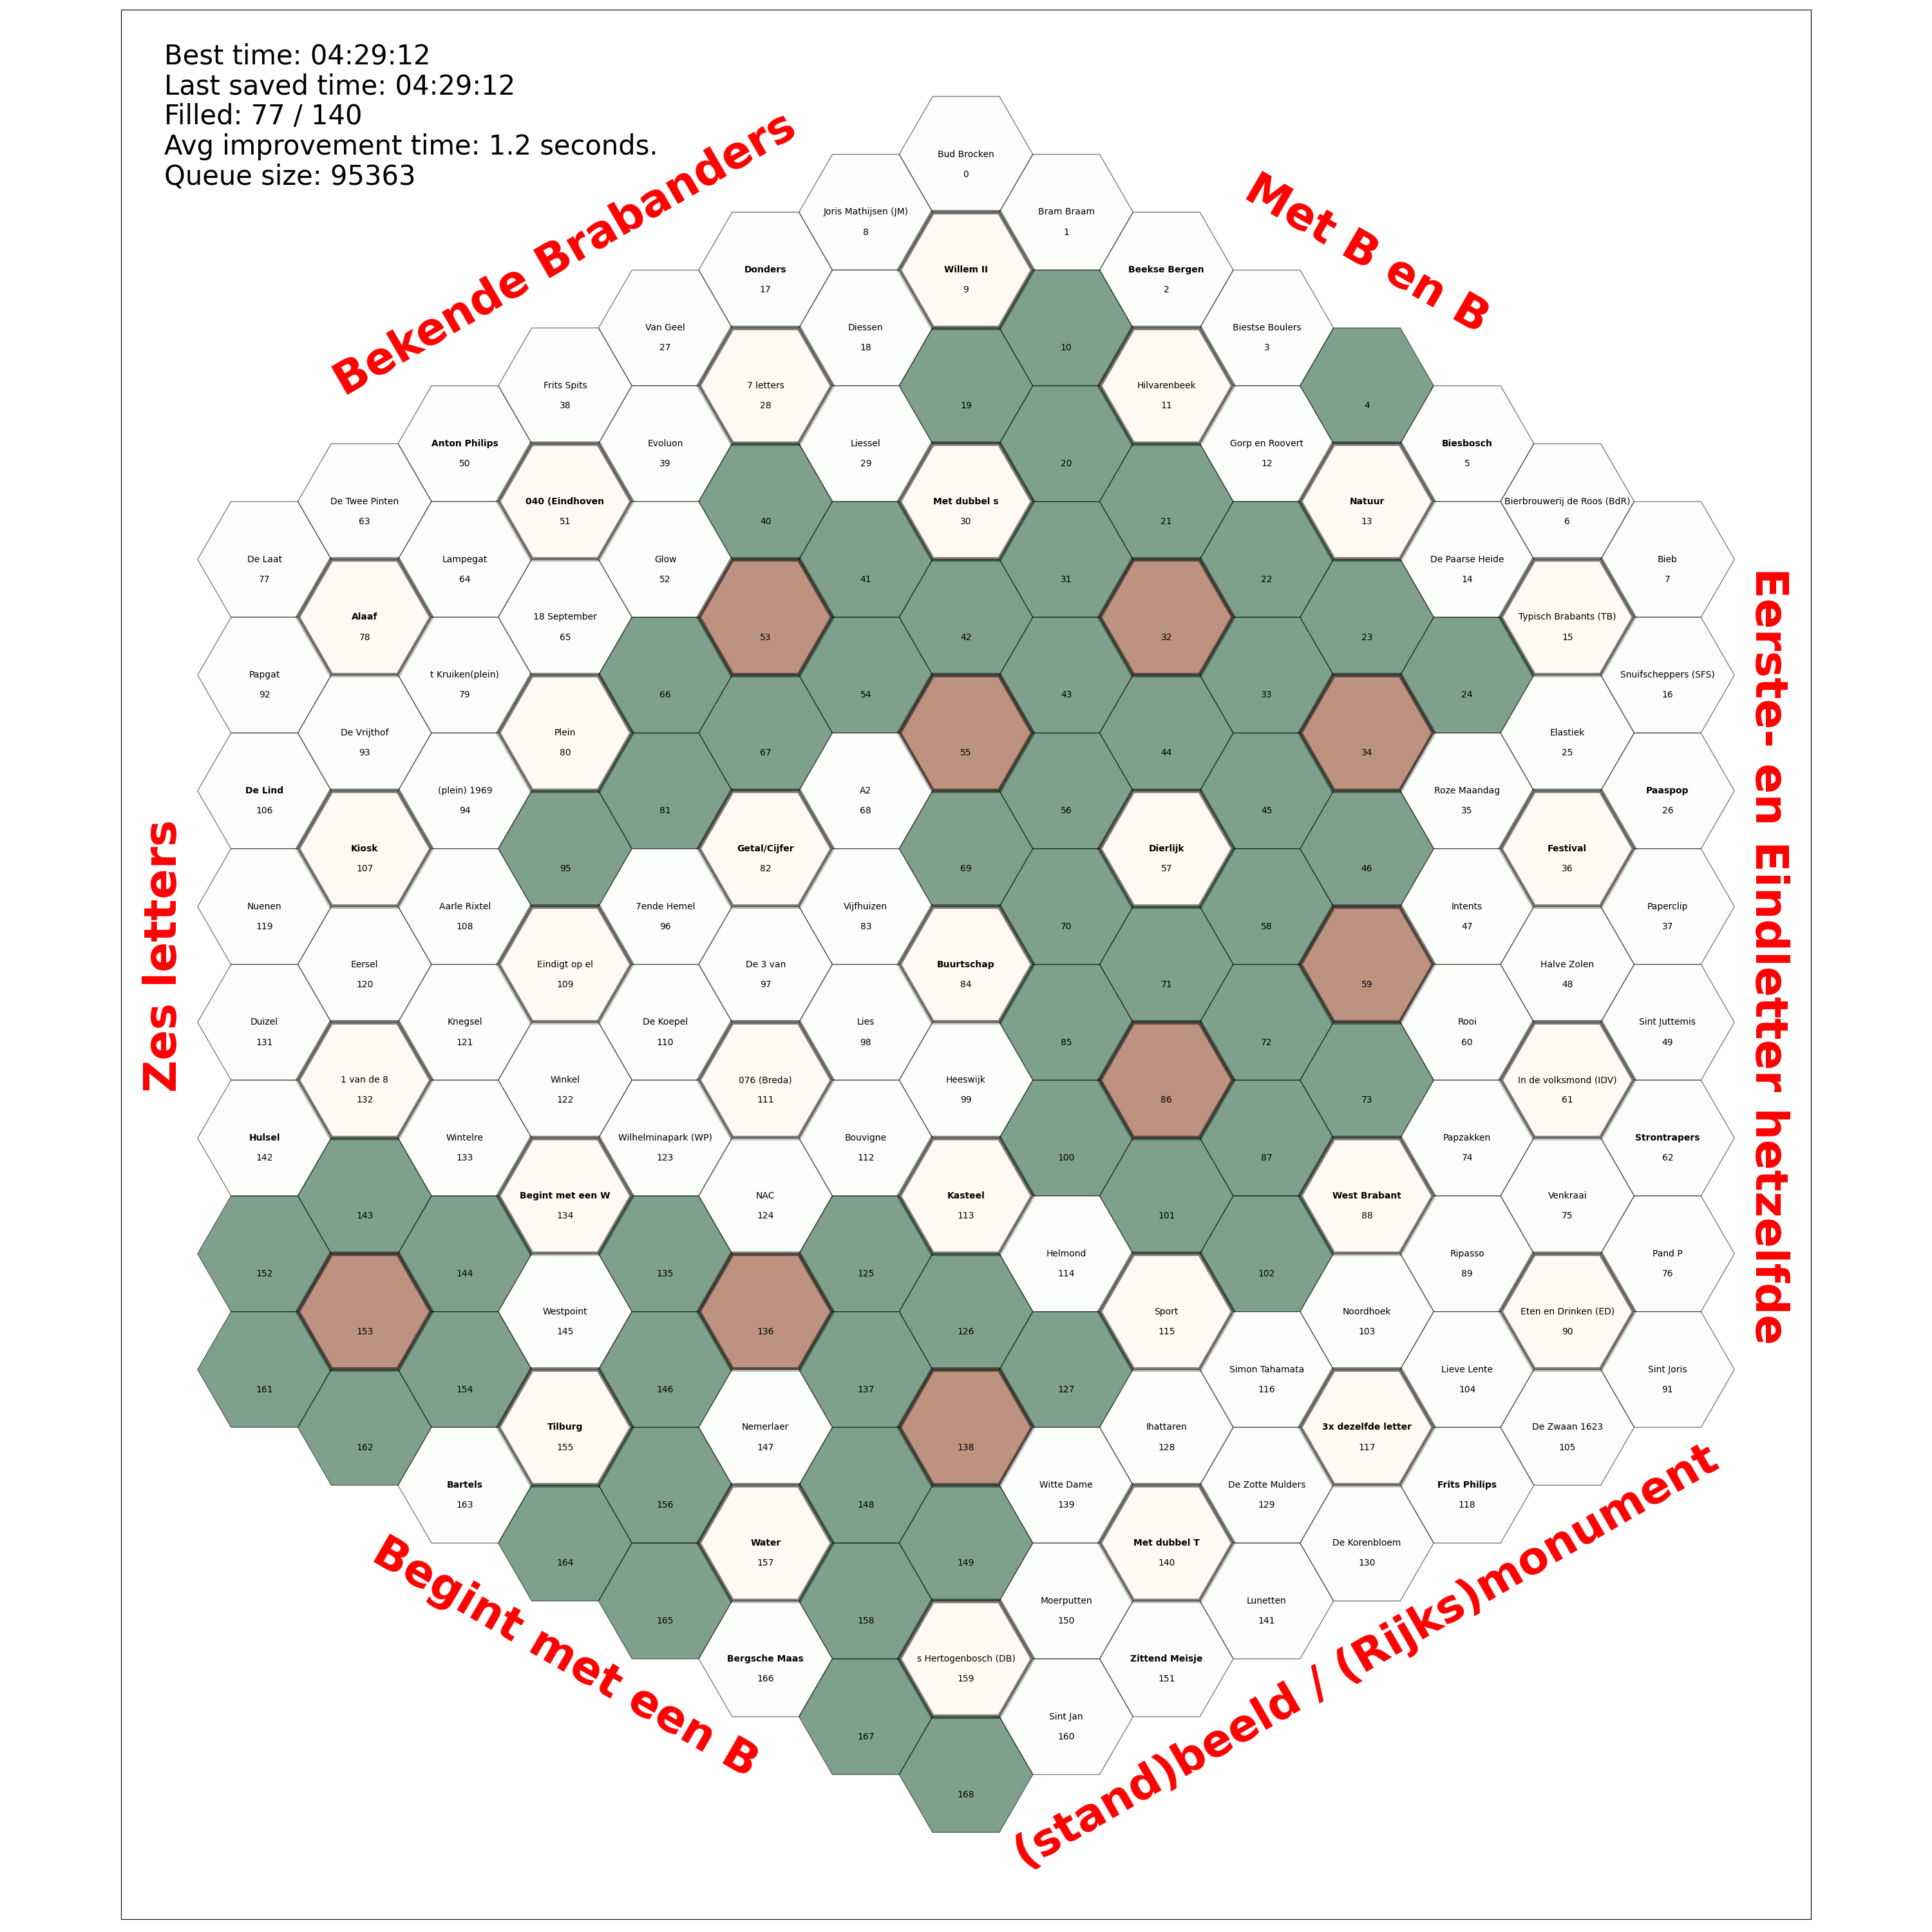 Best time: 04:29:12
Last saved time: 04:29:12
Filled: 77 / 140
Avg improvement time: 1.2 seconds.
Queue size: 95363
Bekende Brabanders
Met B en B
Eerste- en Eindletter hetzelfde
(stand)beeld / (Rijks)monument
Begint met een B
Zes letters
Bud Brocken
0
Bram Braam
1
Beekse Bergen
2
Biestse Boulers
3
4
Biesbosch
5
Bierbrouwerij de Roos (BdR)
6
Bieb
7
Joris Mathijsen (JM)
8
Willem II
9
10
Hilvarenbeek
11
Gorp en Roovert
12
Natuur
13
De Paarse Heide
14
Typisch Brabants (TB)
15
Snuifscheppers (SFS)
16
Donders
17
Diessen
18
19
20
21
22
23
24
Elastiek
25
Paaspop
26
Van Geel
27
7 letters
28
Liessel
29
Met dubbel s
30
31
32
33
34
Roze Maandag
35
Festival
36
Paperclip
37
Frits Spits
38
Evoluon
39
40
41
42
43
44
45
46
Intents
47
Halve Zolen
48
Sint Juttemis
49
Anton Philips
50
040 (Eindhoven
51
Glow
52
53
54
55
56
Dierlijk
57
58
59
Rooi
60
In de volksmond (IDV)
61
Strontrapers
62
De Twee Pinten
63
Lampegat
64
18 September
65
66
67
A2
68
69
70
71
72
73
Papzakken
74
Venkraai
75
Pand P
76
De Laat
77
Alaaf
78
t Kruiken(plein)
79
Plein
80
81
Getal/Cijfer
82
Vijfhuizen
83
Buurtschap
84
85
86
87
West Brabant
88
Ripasso
89
Eten en Drinken (ED)
90
Sint Joris
91
Papgat
92
De Vrijthof
93
(plein) 1969
94
95
7ende Hemel
96
De 3 van
97
Lies
98
Heeswijk
99
100
101
102
Noordhoek
103
Lieve Lente
104
De Zwaan 1623
105
De Lind
106
Kiosk
107
Aarle Rixtel
108
Eindigt op el
109
De Koepel
110
076 (Breda)
111
Bouvigne
112
Kasteel
113
Helmond
114
Sport
115
Simon Tahamata
116
3x dezelfde letter
117
Frits Philips
118
Nuenen
119
Eersel
120
Knegsel
121
Winkel
122
Wilhelminapark (WP)
123
NAC
124
125
126
127
Ihattaren
128
De Zotte Mulders
129
De Korenbloem
130
Duizel
131
1 van de 8
132
Wintelre
133
Begint met een W
134
135
136
137
138
Witte Dame
139
Met dubbel T
140
Lunetten
141
Hulsel
142
143
144
Westpoint
145
146
Nemerlaer
147
148
149
Moerputten
150
Zittend Meisje
151
152
153
154
Tilburg
155
156
Water
157
158
s Hertogenbosch (DB)
159
Sint Jan
160
161
162
Bartels
163
164
165
Bergsche Maas
166
167
168